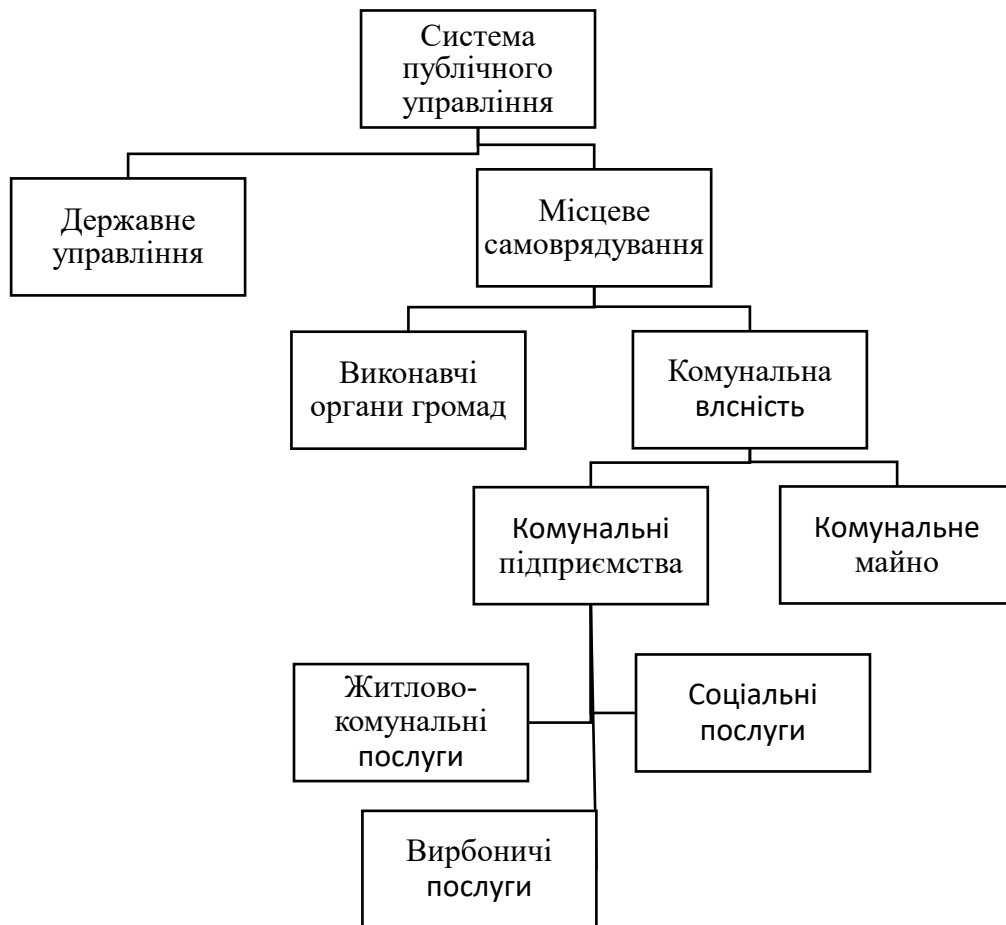 Система
публічного
управління
Державне
управління
Місцеве
самоврядування
Виконавчі
органи громад
Комунальна
влсність
Комунальні
підприємства
Комунальне
майно
Житлово-
комунальні
послуги
Соціальні
послуги
Вирбоничі
послуги